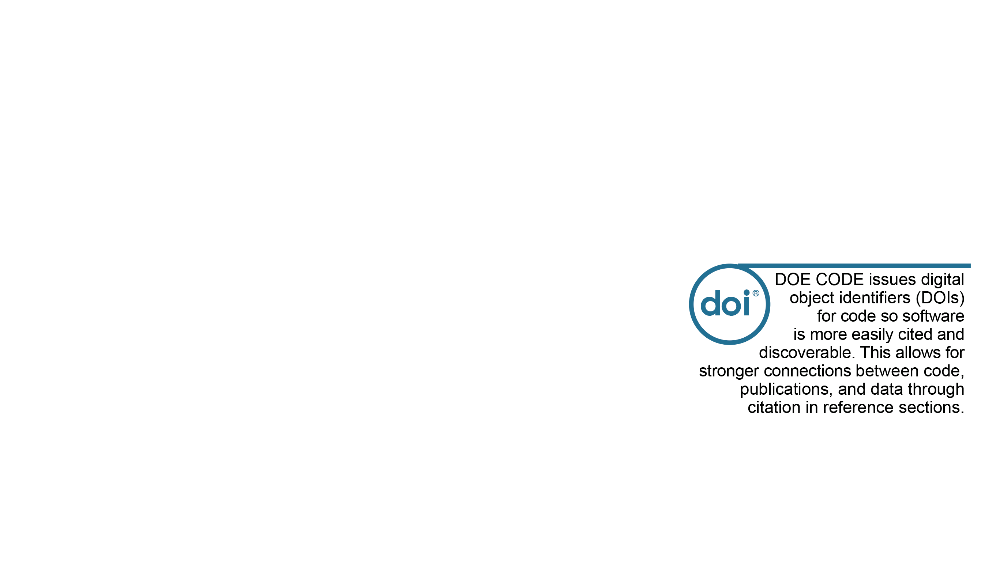 doi®
DOE CODE issues digital
object identifiers (DOIs)
for code so software
is more easily cited and
discoverable. This allows for
stronger connections between code,
publications, and data through
citation in reference sections.